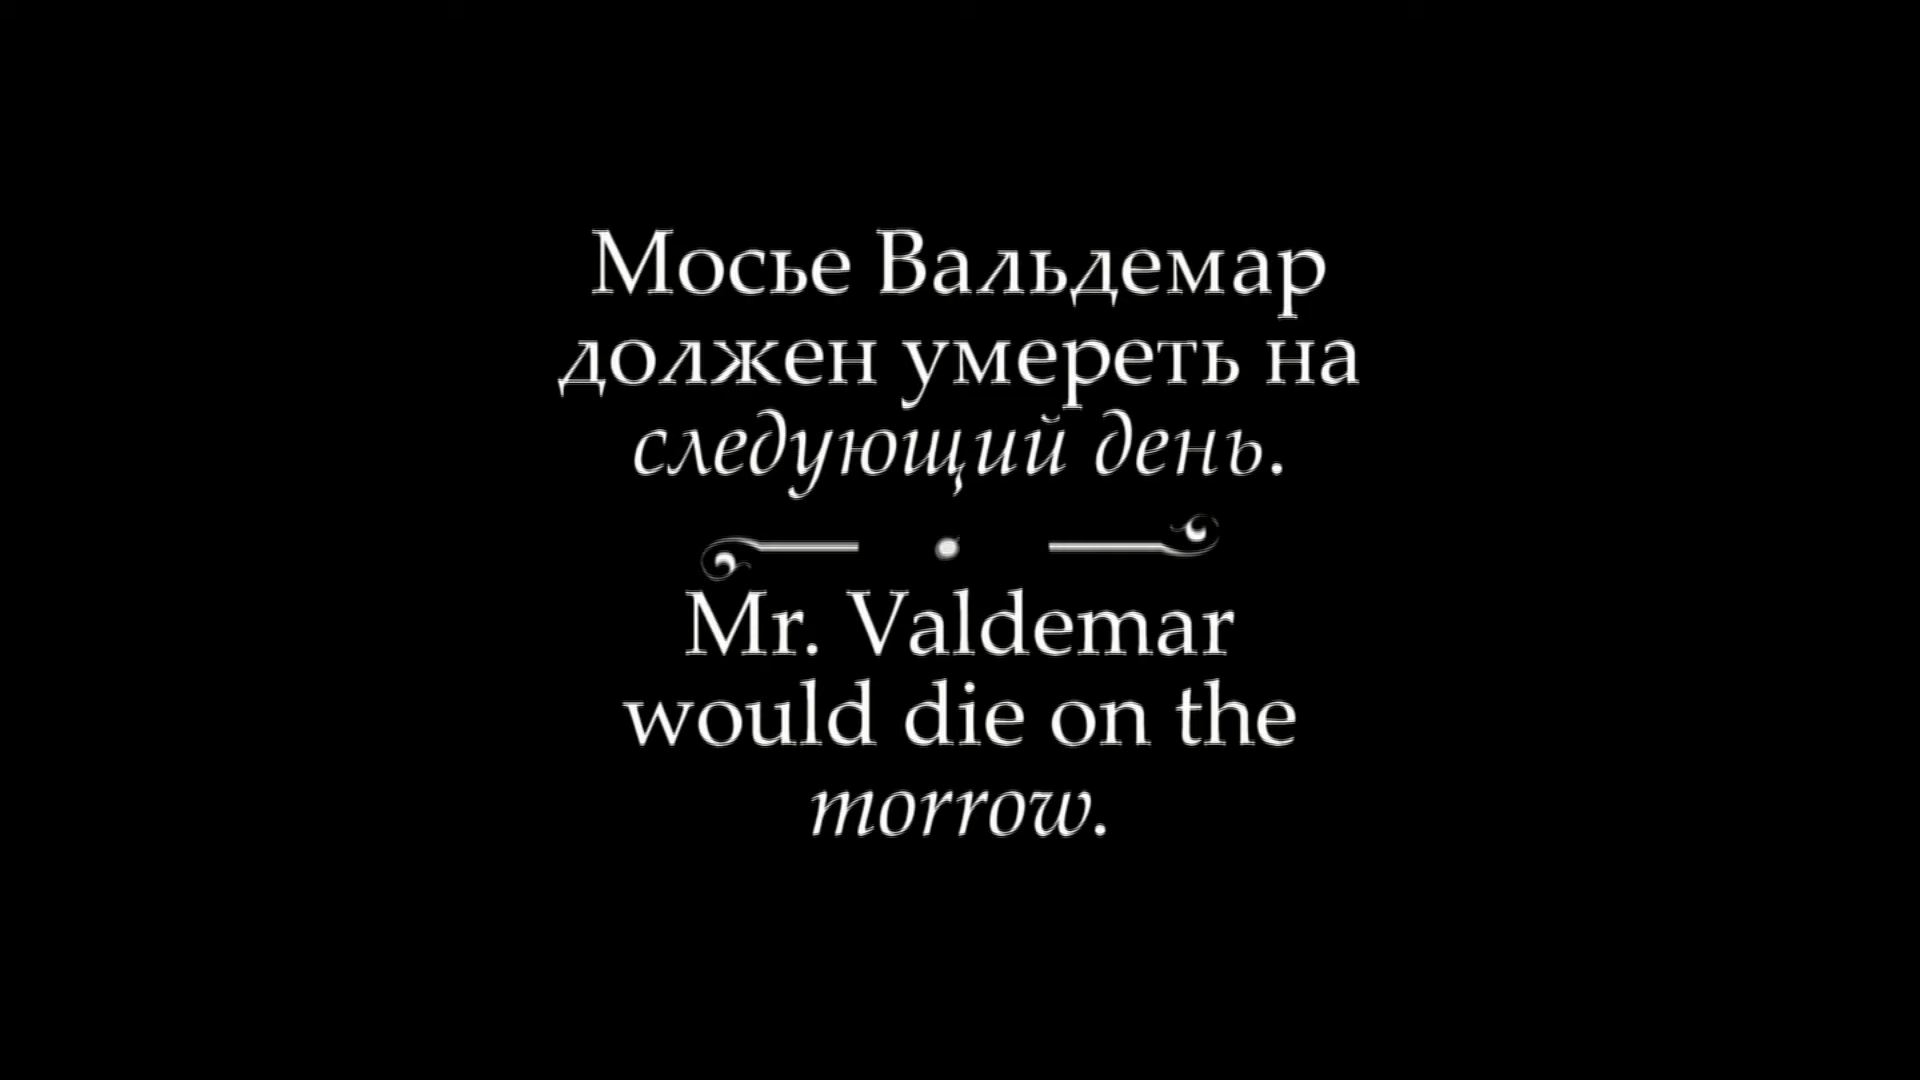 Мосье Вальдемар
должен умереть на
следующий день.
Mr. Valdemar
would die on the
morrow.